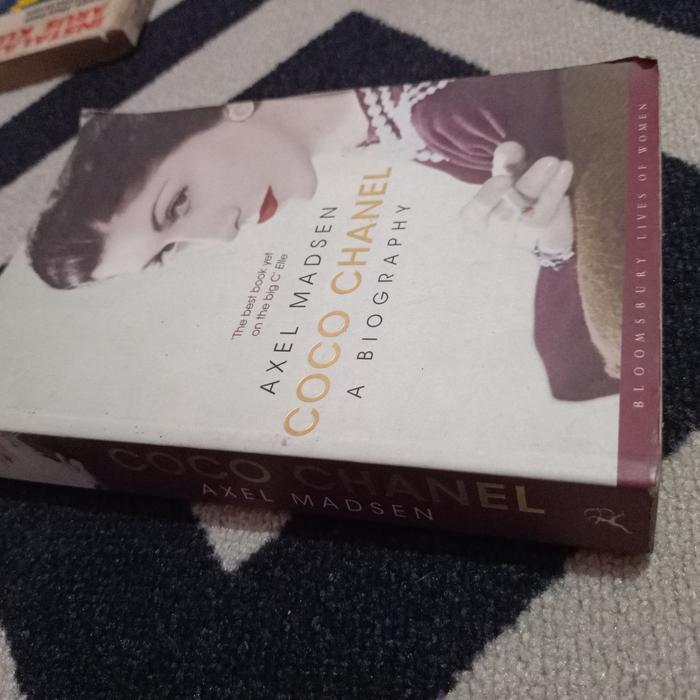 'The best book yet
on the big C' Elle
AXEL MADSEN
COCO CHANEL
A BIOGRAPHY
BLOOMSBURY LIVES OF WOMEN
COCO CHANEL
AXEL MADSEN